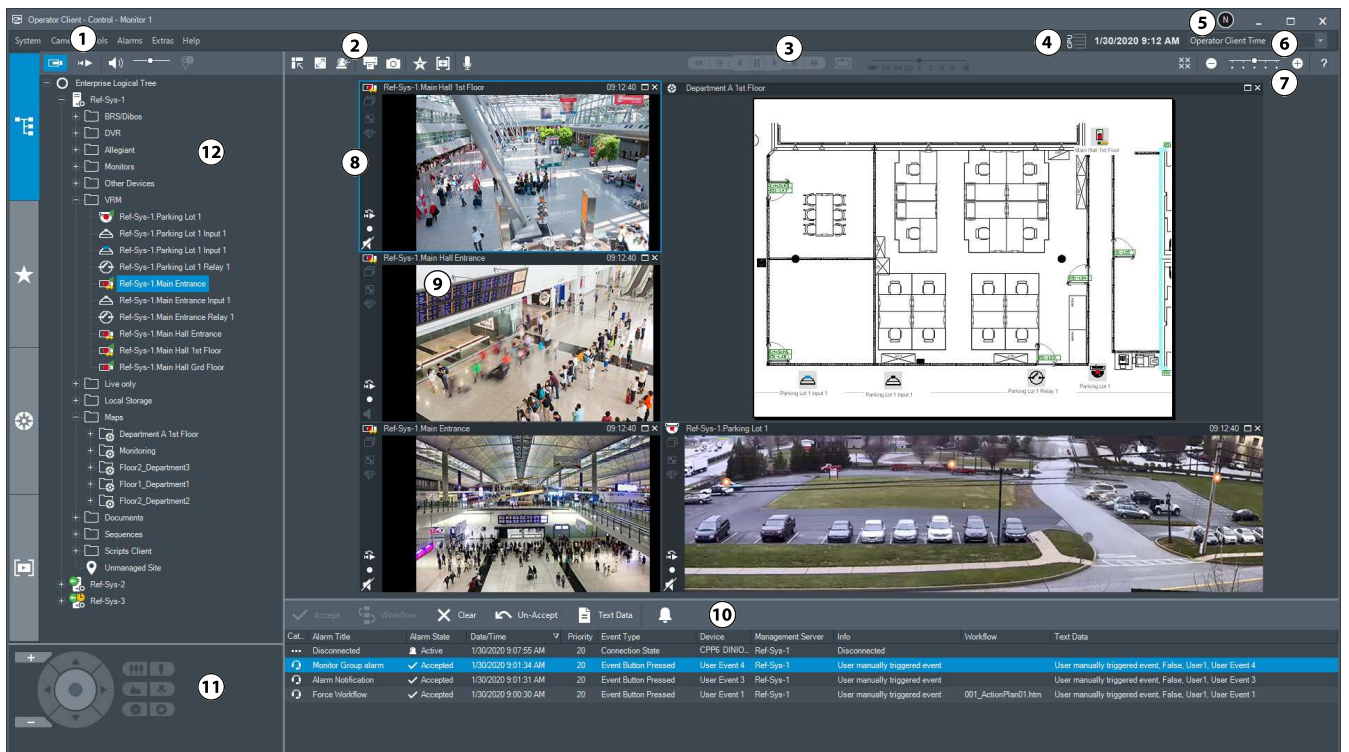 Operator Client - Control - Monitor 1
5
N
System Came ols Alarms Extras Help
1
2
3
4
1/30/2020 9:12 AM
Operator Client Time
6
7
?
Enterprise Logical Tree
Ref-Sys-1
BRS/Dibos
DVR
Allegiant
Monitors
Other Devices
VRM
Ref-Sys-1.Parking Lot 1
Ref-Sys-1.Parking Lot 1 Input 1
Ref-Sys-1.Parking Lot 1 Input 1
Ref-Sys-1.Parking Lot 1 Relay 1
Ref-Sys-1.Main Entrance
Ref-Sys-1.Main Entrance Input 1
Ref-Sys-1.Main Entrance Relay 1
Ref-Sys-1.Main Hall Entrance
Ref-Sys-1.Main Hall 1st Floor
Ref-Sys-1.Main Hall Grd Floor
Live only
Local Storage
Maps
Department A 1st Floor
Monitoring
Floor2_Department3
Floor1_Department1
Floor2_Department2
Documents
Sequences
Scripts Client
Unmanaged Site
Ref-Sys-2
Ref-Sys-3
12
Ref-Sys-1.Main Hall 1st Floor 09:12:40
8
Department A 1st Floor
Main Hall 1st Floor
Parking Lot 1 Input 1
Parking Lot 1 Input 1
Parking Lot 1 Relay 1
Parking Lot 1
Ref-Sys-1.Main Hall Entrance 09:12:40
9
Ref-Sys-1.Main Entrance 09:12:40
Ref-Sys-1.Parking Lot 1 09:12:40
Accept Workflow Clear Un-Accept Text Data
10
Cat.. Alarm Title Alarm State Date/Time Priority Event Type Device Management Server Info Workflow Text Data
Disconnected Active 1/30/2020 9:07:55 AM 20 Connection State CPP6 DINIO... Ref-Sys-1 Disconnected
Monitor Group alarm Accepted 1/30/2020 9:01:34 AM 20 Event Button Pressed User Event 4 Ref-Sys-1 User manually triggered event User manually triggered event, False, User1, User Event 4
Alarm Notification Accepted 1/30/2020 9:01:31 AM 20 Event Button Pressed User Event 3 Ref-Sys-1 User manually triggered event User manually triggered event, False, User1, User Event 3
Force Workflow Accepted 1/30/2020 9:00:30 AM 20 Event Button Pressed User Event 1 Ref-Sys-1 User manually triggered event 001_ActionPlan01.htm User manually triggered event, False, User1, User Event 1
11